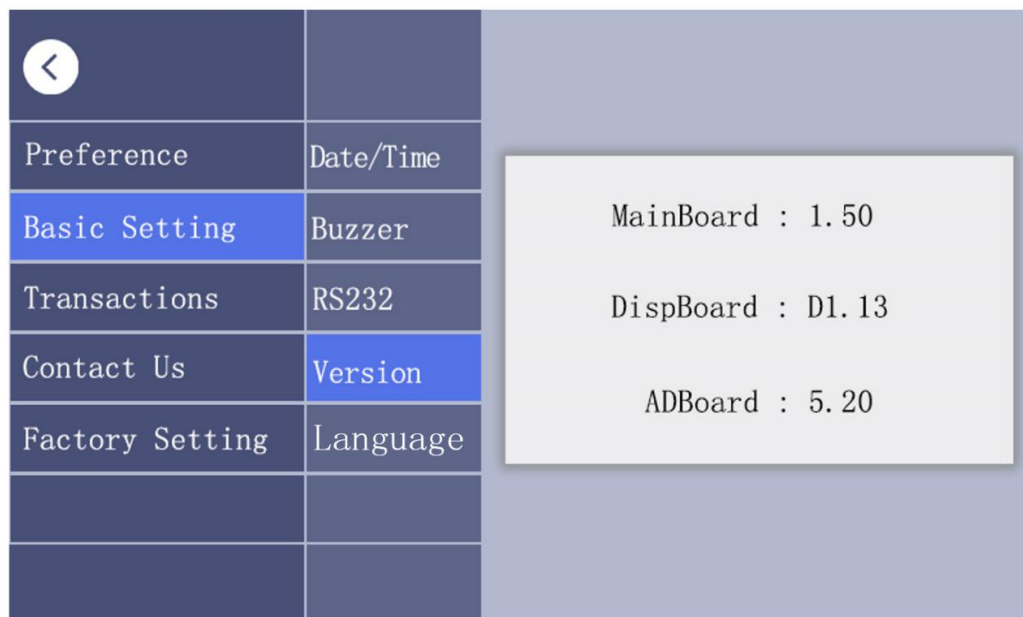 Preference
Basic Setting
Transactions
Contact Us
Factory Setting
Date/Time
Buzzer
RS232
Version
Language
MainBoard : 1.50
DispBoard : D1.13
ADBoard : 5.20